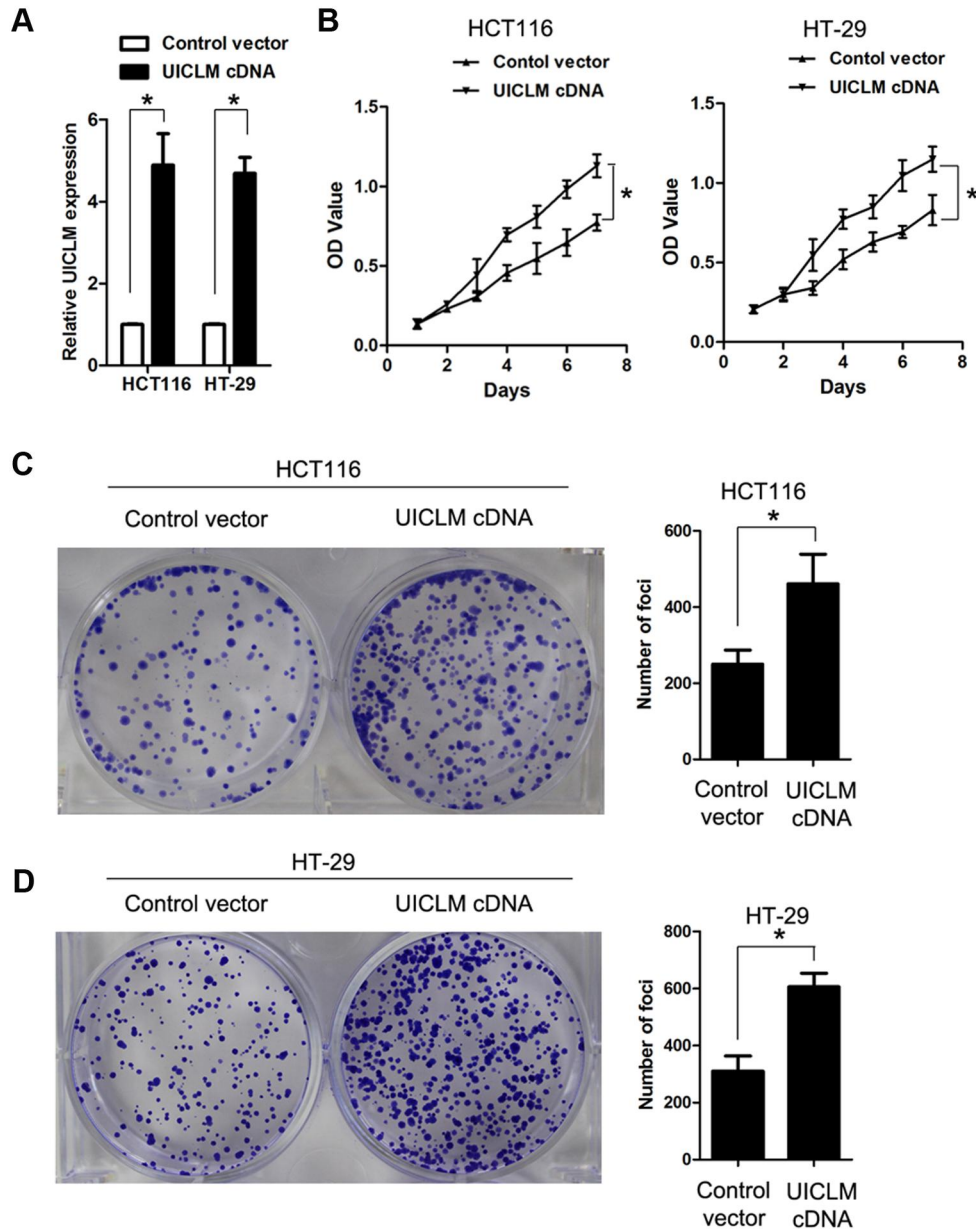 A
Control vector
UICLM cDNA
*
*
6
4
2
0
Relative UICLM expression
HCT116
HT-29
B
HCT116
Contol vector
UICLM cDNA
1.5
1.0
0.5
0.0
OD Value
*
0
2
4
6
8
Days
HT-29
Contol vector
UICLM cDNA
1.5
1.0
0.5
0.0
OD Value
*
0
2
4
6
8
Days
C
HCT116
Control vector
UICLM cDNA
HCT116
*
600
400
200
0
Number of foci
Control
vector
UICLM
cDNA
D
HT-29
Control vector
UICLM cDNA
HT-29
*
800
600
400
200
0
Number of foci
Control
vector
UICLM
cDNA